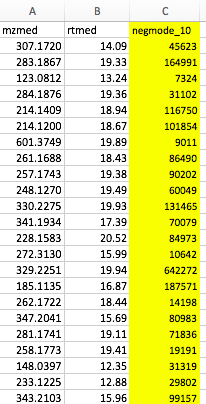 A B C
mzmed rtmed negmode_10
307.1720 14.09 45623
283.1867 19.33 164991
123.0812 13.24 7324
284.1876 19.36 31102
214.1409 18.94 116750
214.1200 18.67 101854
601.3749 19.89 9011
261.1688 18.43 86490
257.1743 19.38 90202
248.1270 19.49 60049
330.2275 19.93 131465
341.1934 17.39 70079
228.1583 20.52 84973
272.3130 15.99 10642
329.2251 19.94 642272
185.1135 16.87 187571
262.1722 18.44 14198
347.2041 15.69 80983
281.1741 19.11 71836
258.1773 19.41 19191
148.0397 12.35 31319
233.1225 12.88 29802
343.2103 15.96 99157